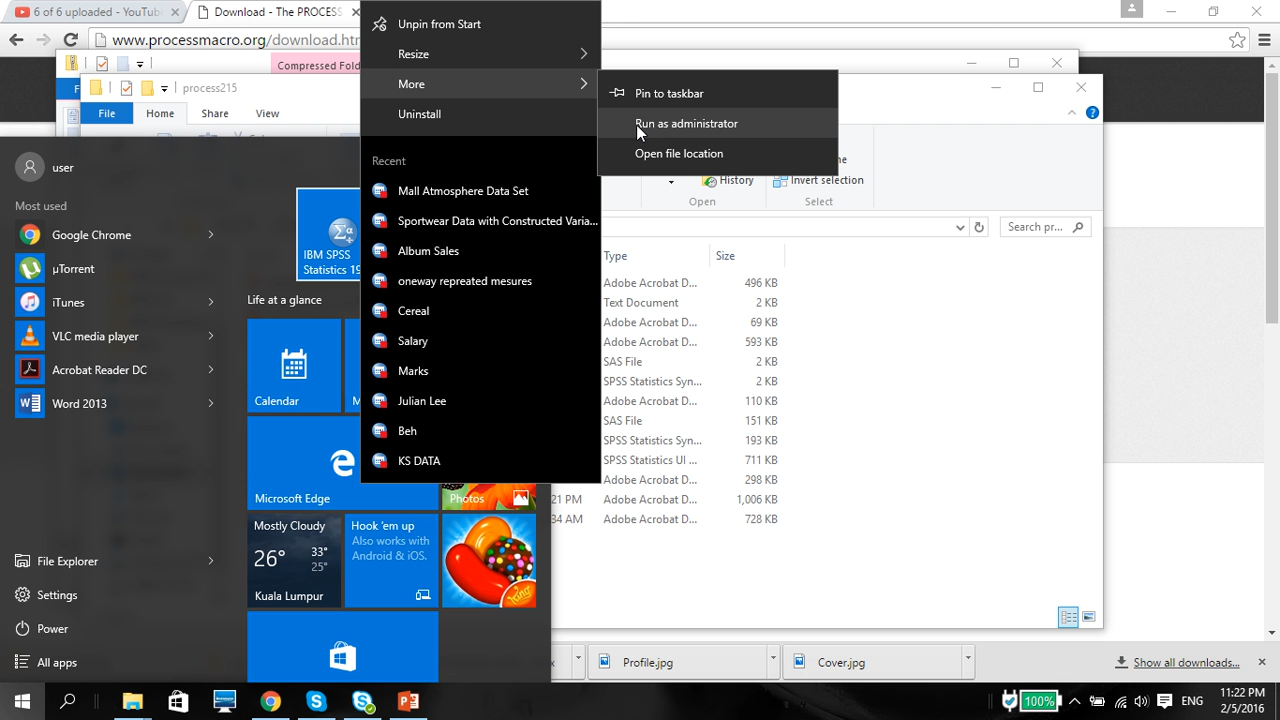 6 of 6 uploaded - YouTub
Download - The PROCESS
www.processmacro.org/download.htm
Compressed Fold
process215
File
Home
Share
View
user
Most used
Google Chrome
µTorrent
iTunes
VLC media player
Acrobat Reader DC
Word 2013
File Explorer
Settings
Power
All apps
IBM SPSS
Statistics 19
Life at a glance
Calendar
M
Microsoft Edge
Photos
Mostly Cloudy
26°
33°
25°
Kuala Lumpur
Hook 'em up
Also works with
Android & iOS.
King
Unpin from Start
Resize
More
Uninstall
Recent
Mall Atmosphere Data Set
Sportwear Data with Constructed Varia...
Album Sales
oneway repreated mesures
Cereal
Salary
Marks
Julian Lee
Beh
KS DATA
Pin to taskbar
Run as administrator
Open file location
History
Open
Invert selection
Select
Search pr...
Type
Size
Adobe Acrobat D...
496 KB
Text Document
2 KB
Adobe Acrobat D...
69 KB
Adobe Acrobat D...
593 KB
SAS File
2 KB
SPSS Statistics Syn...
2 KB
Adobe Acrobat D...
110 KB
SAS File
151 KB
SPSS Statistics Syn...
193 KB
SPSS Statistics UI ...
711 KB
Adobe Acrobat D...
298 KB
21 PM
Adobe Acrobat D...
1,006 KB
34 AM
Adobe Acrobat D...
728 KB
Profile.jpg
Cover.jpg
Show all downloads...
100%
ENG
11:22 PM
2/5/2016